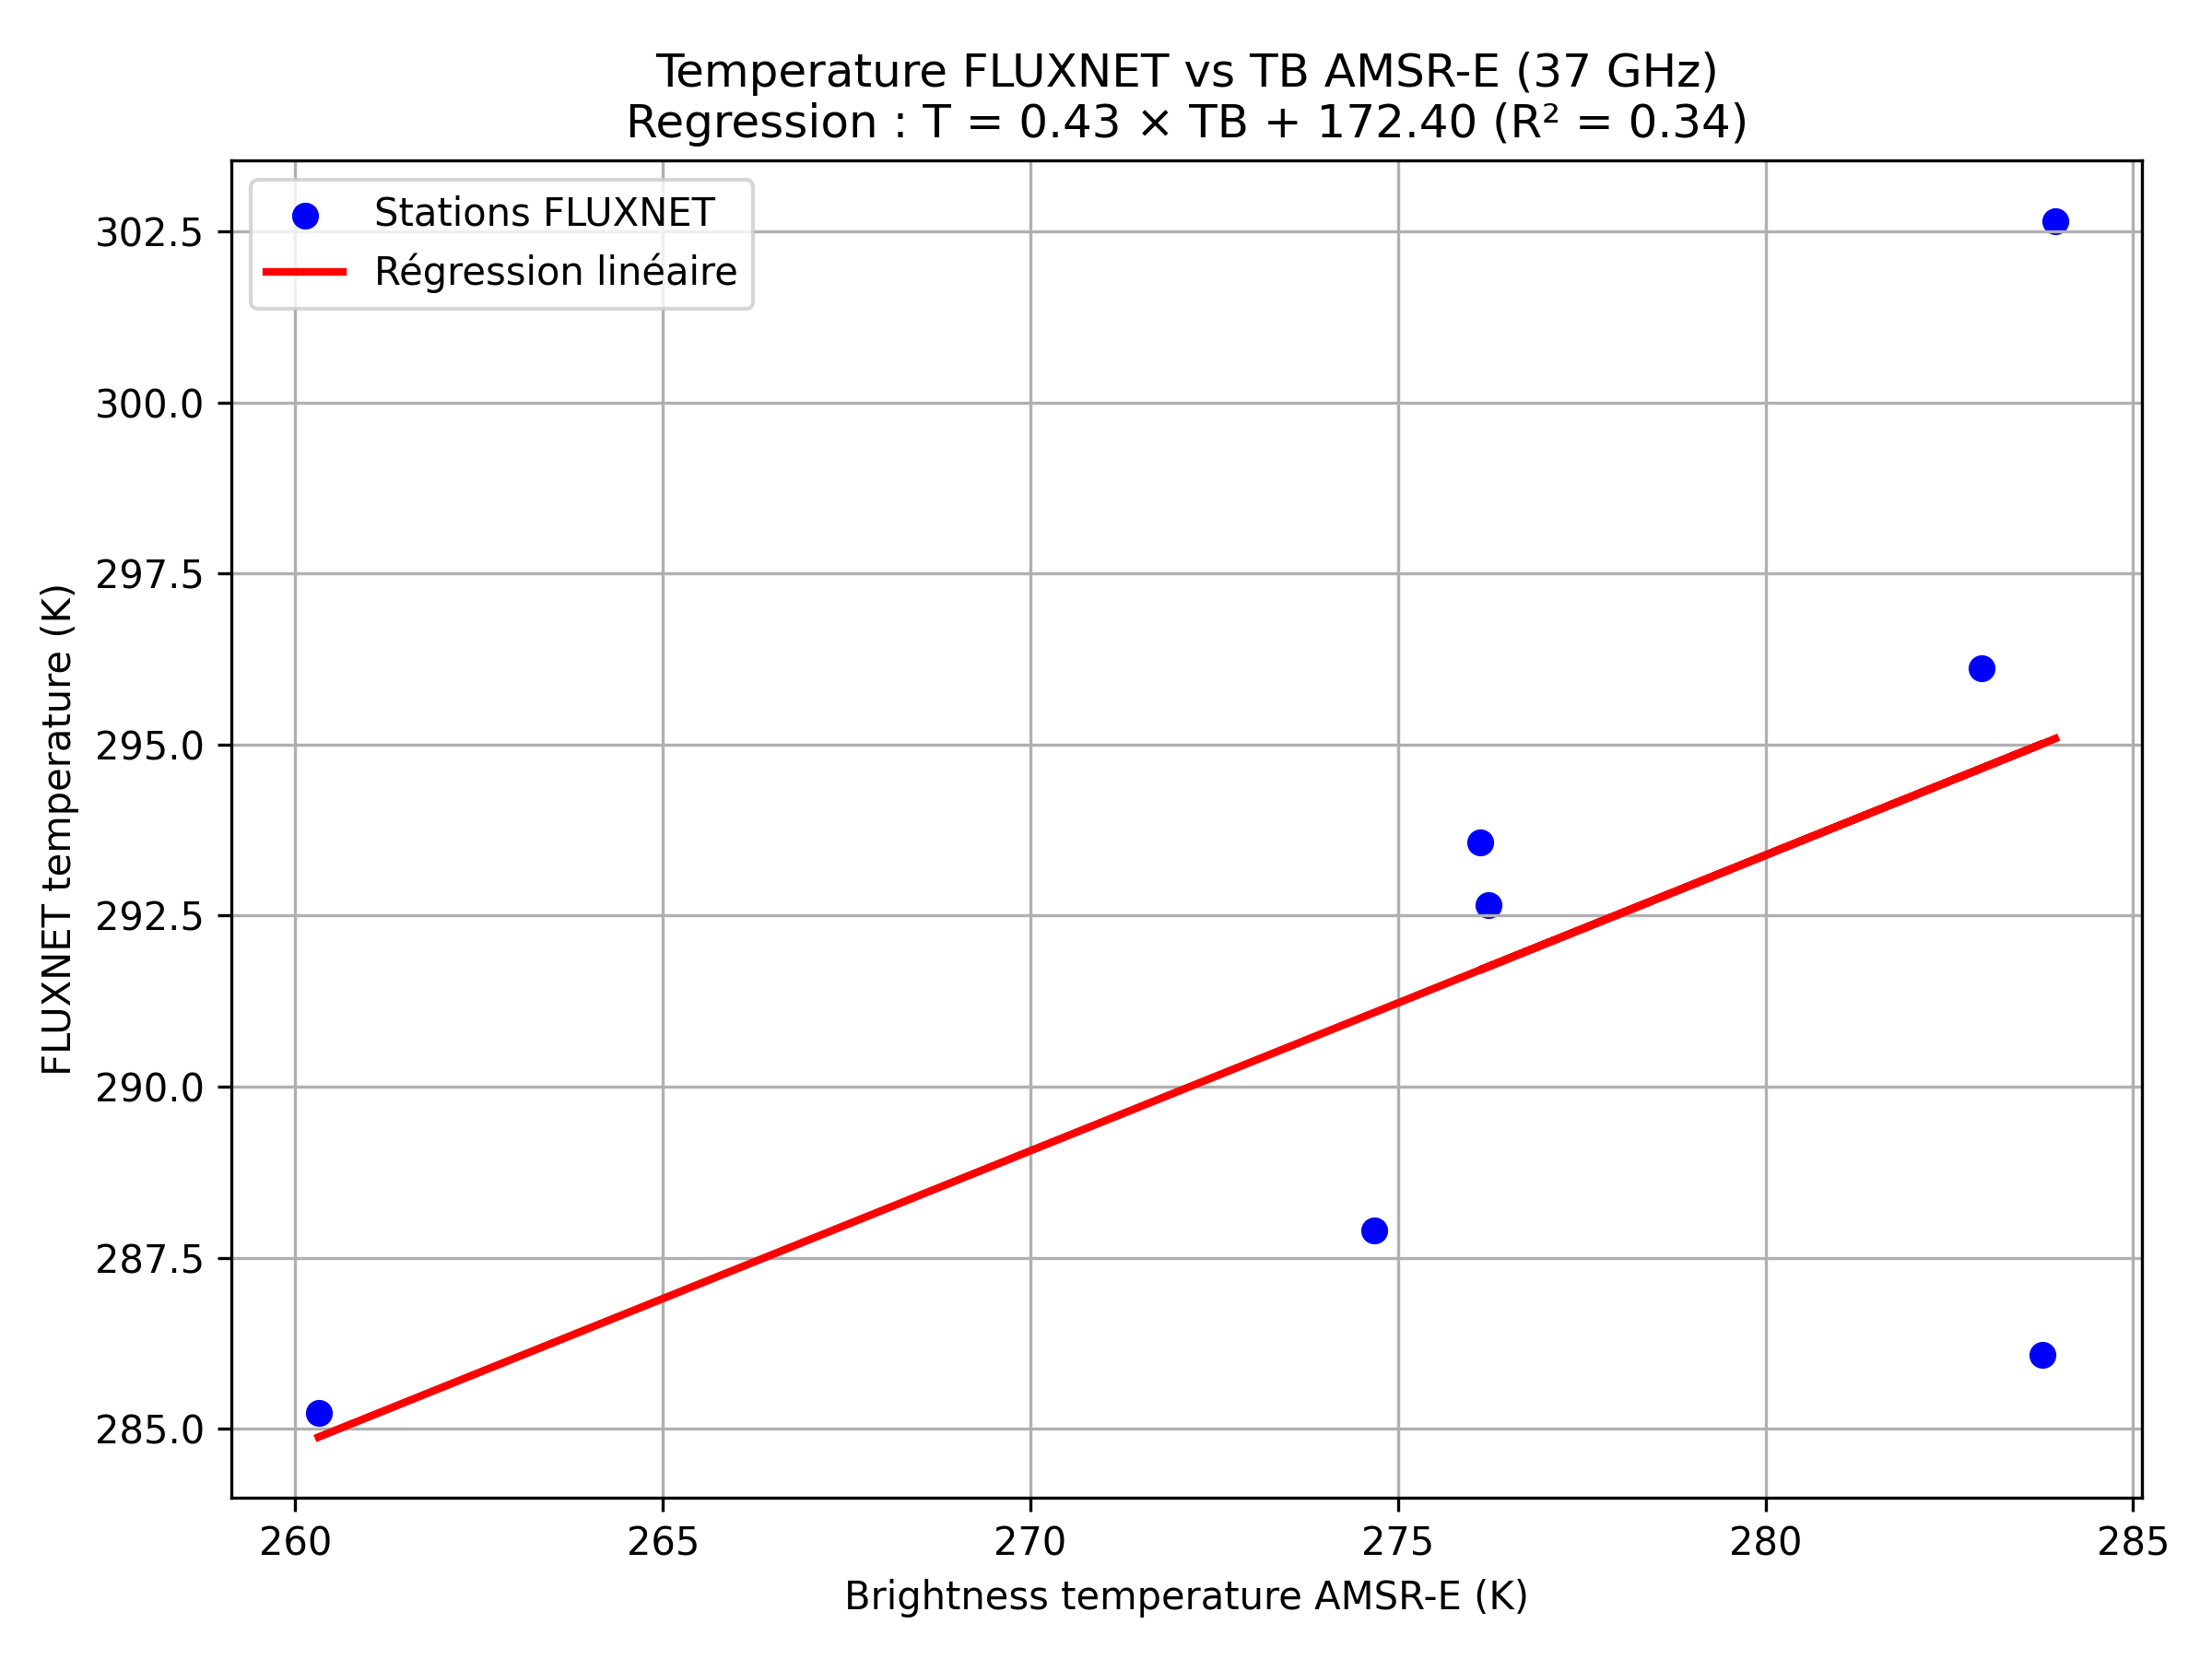 Temperature FLUXNET vs TB AMSR-E (37 GHz)
Regression : T = 0.43 × TB + 172.40 (R² = 0.34)
Stations FLUXNET
Régression linéaire
302.5
300.0
297.5
295.0
292.5
290.0
287.5
285.0
FLUXNET temperature (K)
260 265 270 275 280 285
Brightness temperature AMSR-E (K)